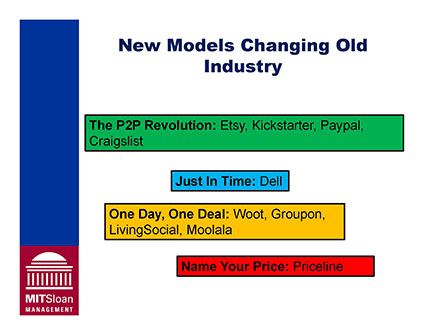 New Models Changing Old
Industry
The P2P Revolution: Etsy, Kickstarter, Paypal,
Craigslist
Just In Time: Dell
One Day, One Deal: Woot, Groupon,
LivingSocial, Moolala
Name Your Price: Priceline
MITSloan
MANAGEMENT